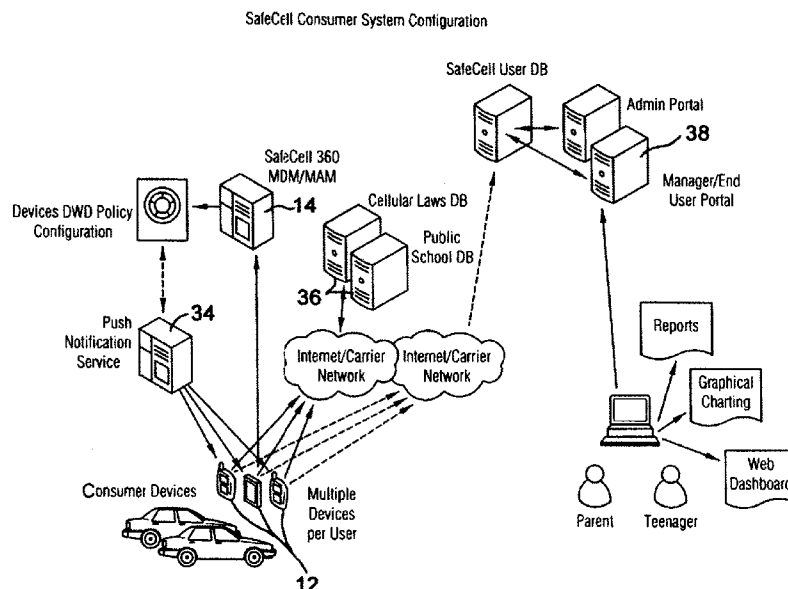 SafeCell Consumer System Configuration
SafeCell User DB
Admin Portal
38
Manager/End
User Portal
SafeCell 360
MDM/MAM
14
Devices DWD Policy
Configuration
Cellular Laws DB
Public
School DB
36
34
Push
Notification
Service
Internet/Carrier
Network
Internet/Carrier
Network
Reports
Graphical
Charting
Web
Dashboard
Consumer Devices
Multiple
Devices
per User
12
Parent
Teenager